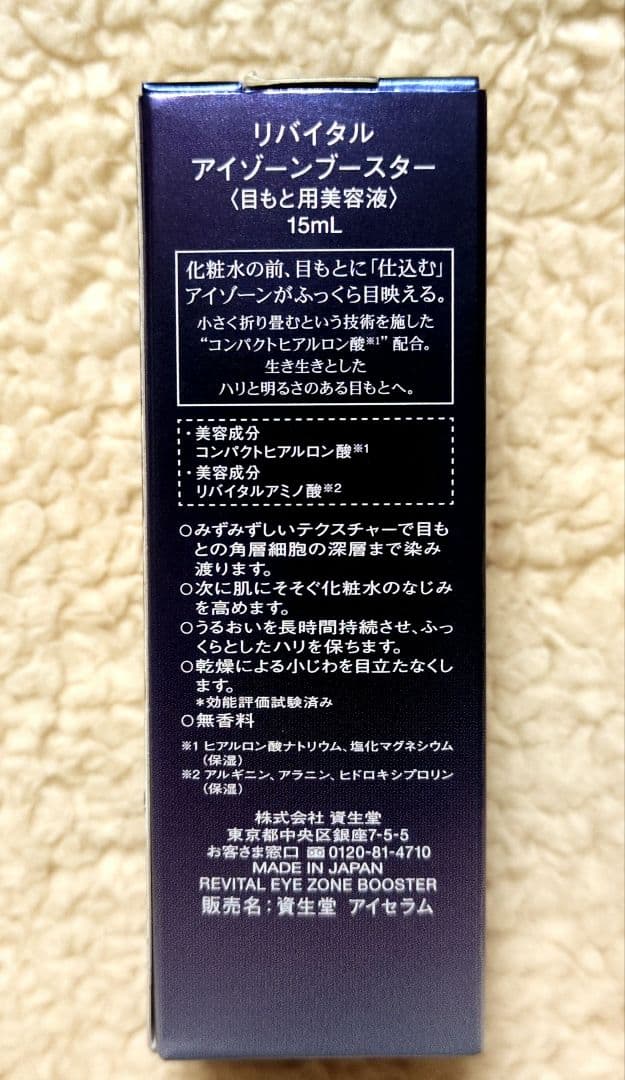 リバイタル
アイゾーンブースター
〈目もと用美容液〉
15mL
化粧水の前、目もとに「仕込む」
アイゾーンがふっくら目映える。
小さく折り畳むという技術を施した
“コンパクトヒアルロン酸※1”配合。
生き生きとした
ハリと明るさのある目もとへ。
・美容成分
コンパクトヒアルロン酸※1
・美容成分
リバイタルアミノ酸※2
○みずみずしいテクスチャーで目も
との角層細胞の深層まで染み
渡ります。
○次に肌にそそぐ化粧水のなじみ
を高めます。
○うるおいを長時間持続させ、ふっ
くらとしたハリを保ちます。
○乾燥による小じわを目立たなくし
ます。
*効能評価試験済み
○無香料
※1 ヒアルロン酸ナトリウム、塩化マグネシウム
(保湿)
※2 アルギニン、アラニン、ヒドロキシプロリン
(保湿)
株式会社 資生堂
東京都中央区銀座7-5-5
お客さま窓口 0120-81-4710
MADE IN JAPAN
REVITAL EYE ZONE BOOSTER
販売名:資生堂 アイセラム